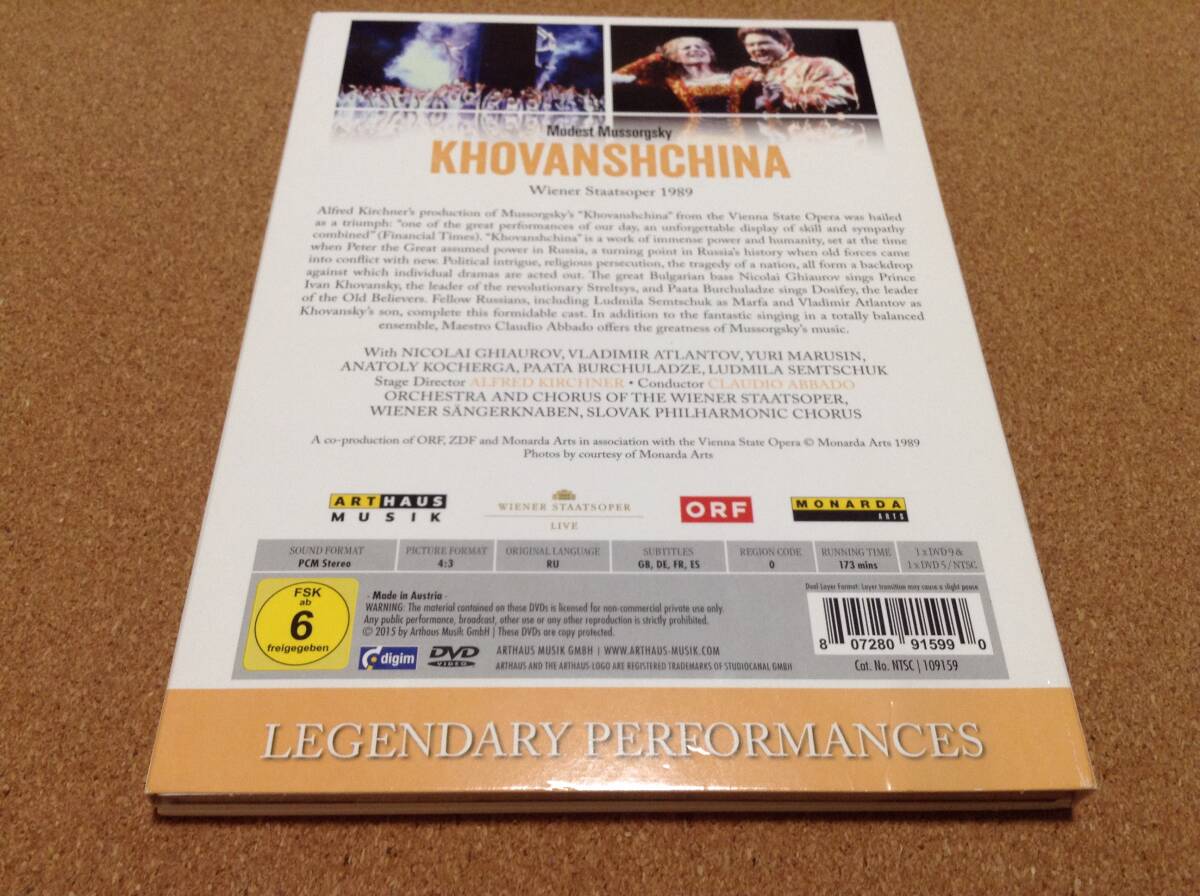 Modest Mussorgsky
KHOVANSHCHINA
Wiener Staatsoper 1989
Alfred Kirchner's production of Mussorgsky's "Khovanshchina" from the Vienna State Opera was hailed
as a triumph: "one of the great performances of our day, an unforgettable display of skill and sympathy
combined" (Financial Times). "Khovanshchina" is a work of immense power and humanity, set at the time
when Peter the Great assumed power in Russia, a turning point in Russia's history when old forces came
into conflict with new. Political intrigue, religious persecution, the tragedy of a nation, all form a backdrop
against which individual dramas are acted out. The great Bulgarian bass Nicolai Ghiaurov sings Prince
Ivan Khovansky, the leader of the revolutionary Streltsys, and Paata Burchuladze sings Dosifey, the leader
of the Old Believers. Fellow Russians, including Ludmila Semtschuk as Marfa and Vladimir Atlantov as
Khovansky's son, complete this formidable cast. In addition to the fantastic singing in a totally balanced
ensemble, Maestro Claudio Abbado offers the greatness of Mussorgsky's music.
With NICOLAI GHIAUROV, VLADIMIR ATLANTOV, YURI MARUSIN,
ANATOLY KOCHERGA, PAATA BURCHULADZE, LUDMILA SEMTSCHUK
Stage Director ALFRED KIRCHNER • Conductor CLAUDIO ABBADO
ORCHESTRA AND CHORUS OF THE WIENER STAATSOPER,
WIENER SÄNGERKNABEN, SLOVAK PHILHARMONIC CHORUS
A co-production of ORF, ZDF and Monarda Arts in association with the Vienna State Opera © Monarda Arts 1989
Photos by courtesy of Monarda Arts
ARTHAUS
MUSIK
WIENER STAATSOPER
LIVE
ORF
MONARDA
ARTS
SOUND FORMAT
PCM Stereo
PICTURE FORMAT
4:3
ORIGINAL LANGUAGE
RU
SUBTITLES
GB, DE, FR, ES
REGION CODE
0
RUNNING TIME
173 mins
1 x DVD 9 &
1 x DVD 5 / NTSC
FSK
ab
6
freigegeben
- Made in Austria -
WARNING: The material contained on these DVDs is licensed for non-commercial private use only.
Any public performance, broadcast, other use or any other reproduction is strictly prohibited.
© 2015 by Arthaus Musik GmbH | These DVDs are copy protected.
digim
DVD
VIDEO
ARTHAUS MUSIK GMBH | WWW.ARTHAUS-MUSIK.COM
ARTHAUS AND THE ARTHAUS-LOGO ARE REGISTERED TRADEMARKS OF STUDIOCANAL GMBH
Dual Layer Format: Layer transition may cause a slight pause
8 07280 91599 0
Cat. No. NTSC | 109159
LEGENDARY PERFORMANCES